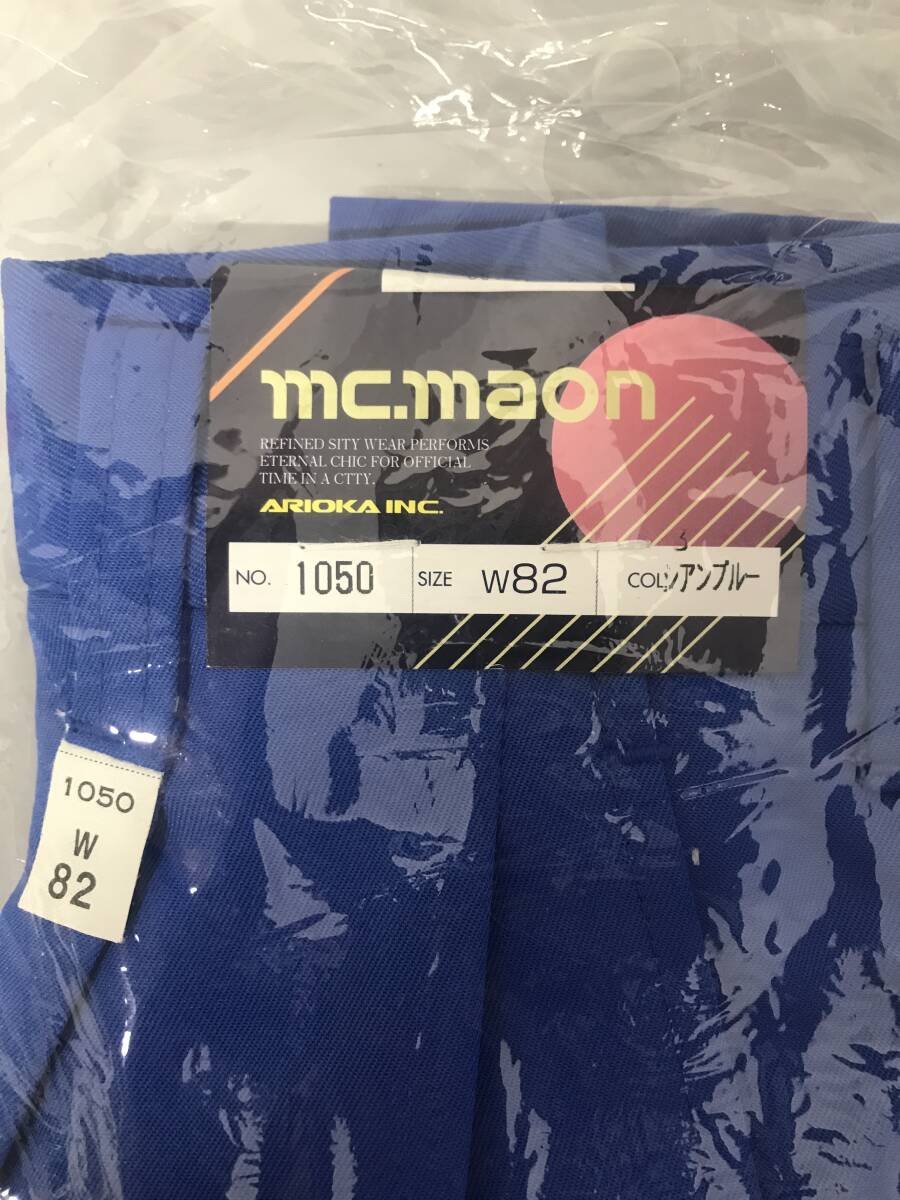 mc.maon
REFINED SITY WEAR PERFORMS
ETERNAL CHIC FOR OFFICIAL
TIME IN A CTTY.
ARIOKA INC.
NO. 1050 SIZE W82 COL. シアンブルー
1050
W
82